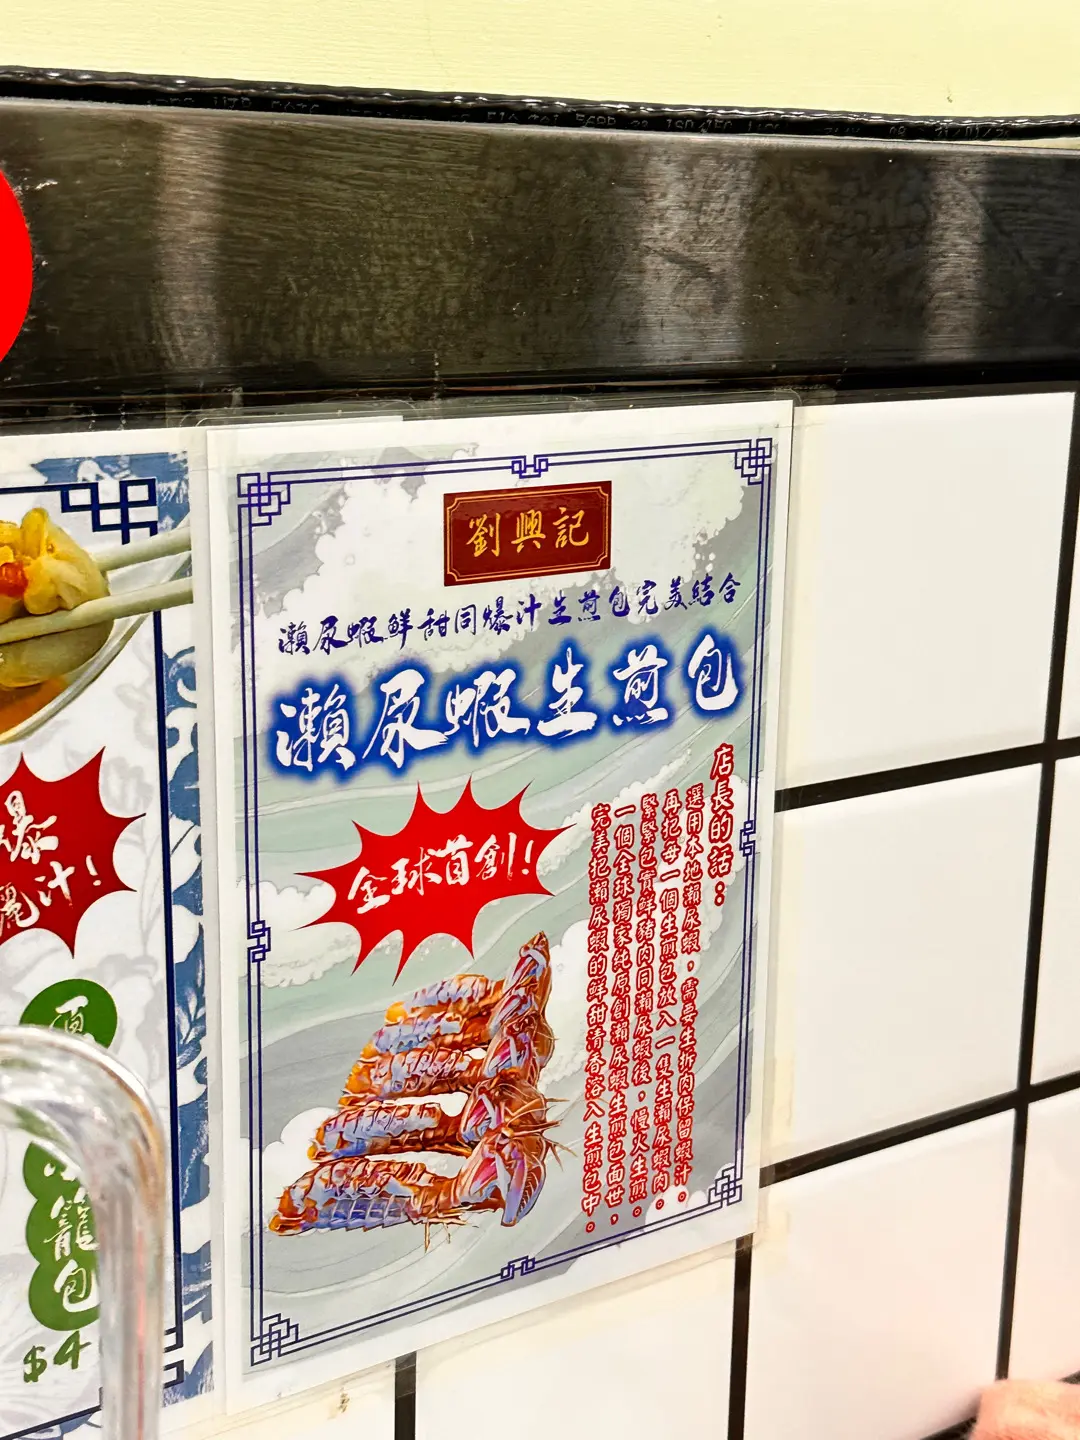 劉興記
瀨尿蝦鮮甜同爆汁生煎包完美結合
瀨尿蝦生煎包
全球首創!
店長的話：
選用本地瀨尿蝦，需要生拆肉保留蝦汁。
再把每一個生煎包放入一隻生瀨尿蝦肉。
緊緊包實鮮豬肉同瀨尿蝦後，慢火生煎。
一個全球獨家純原創瀨尿蝦生煎包面世，
完美把瀨尿蝦的鮮甜清香溶入生煎包中。
爆
汁!
籠包
$4